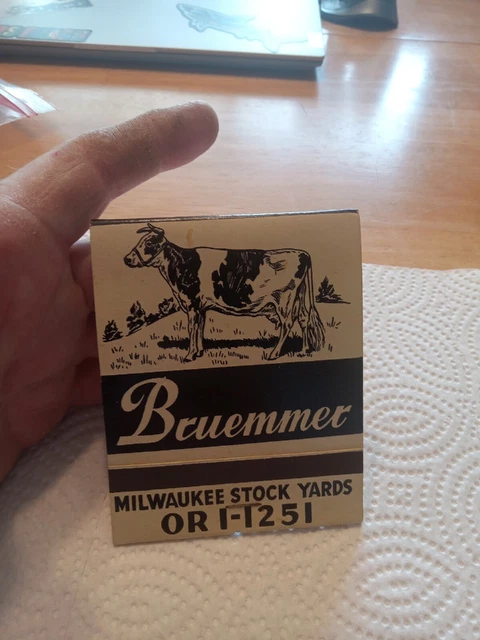 Bruemmer
MILWAUKEE STOCK YARDS
OR 1-1251